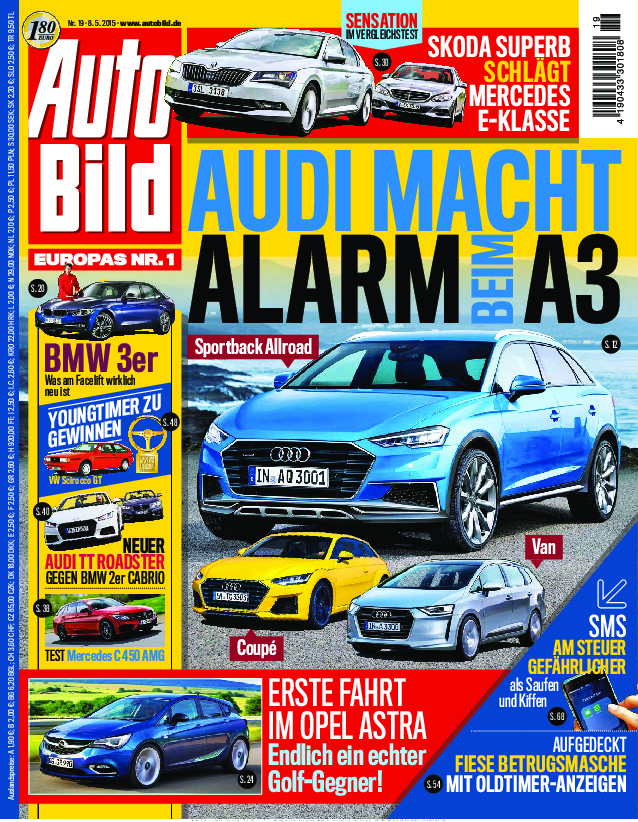 1,80
EURO
Nr. 19 · 8. 5. 2015 · www.autobild.de
Auto
Bild
EUROPAS NR. 1
SENSATION
IM VERGLEICHSTEST
SKODA SUPERB
SCHLÄGT
MERCEDES
E-KLASSE
S. 30
19
4 190433 301808
AUDI MACHT
ALARM BEIM A3
S. 12
Sportback Allroad
IN AQ 3001
Van
Coupé
S. 20
BMW 3er
Was am Facelift wirklich
neu ist
YOUNGTIMER ZU
GEWINNEN
S. 48
VW Scirocco GT
S. 40
NEUER
AUDI TT ROADSTER
GEGEN BMW 2er CABRIO
S. 38
TEST Mercedes C 450 AMG
ERSTE FAHRT
IM OPEL ASTRA
Endlich ein echter
Golf-Gegner!
S. 24
SMS
AM STEUER
GEFÄHRLICHER
als Saufen
und Kiffen
S. 68
AUFGEDECKT
FIESE BETRUGSMASCHE
MIT OLDTIMER-ANZEIGEN
S. 54